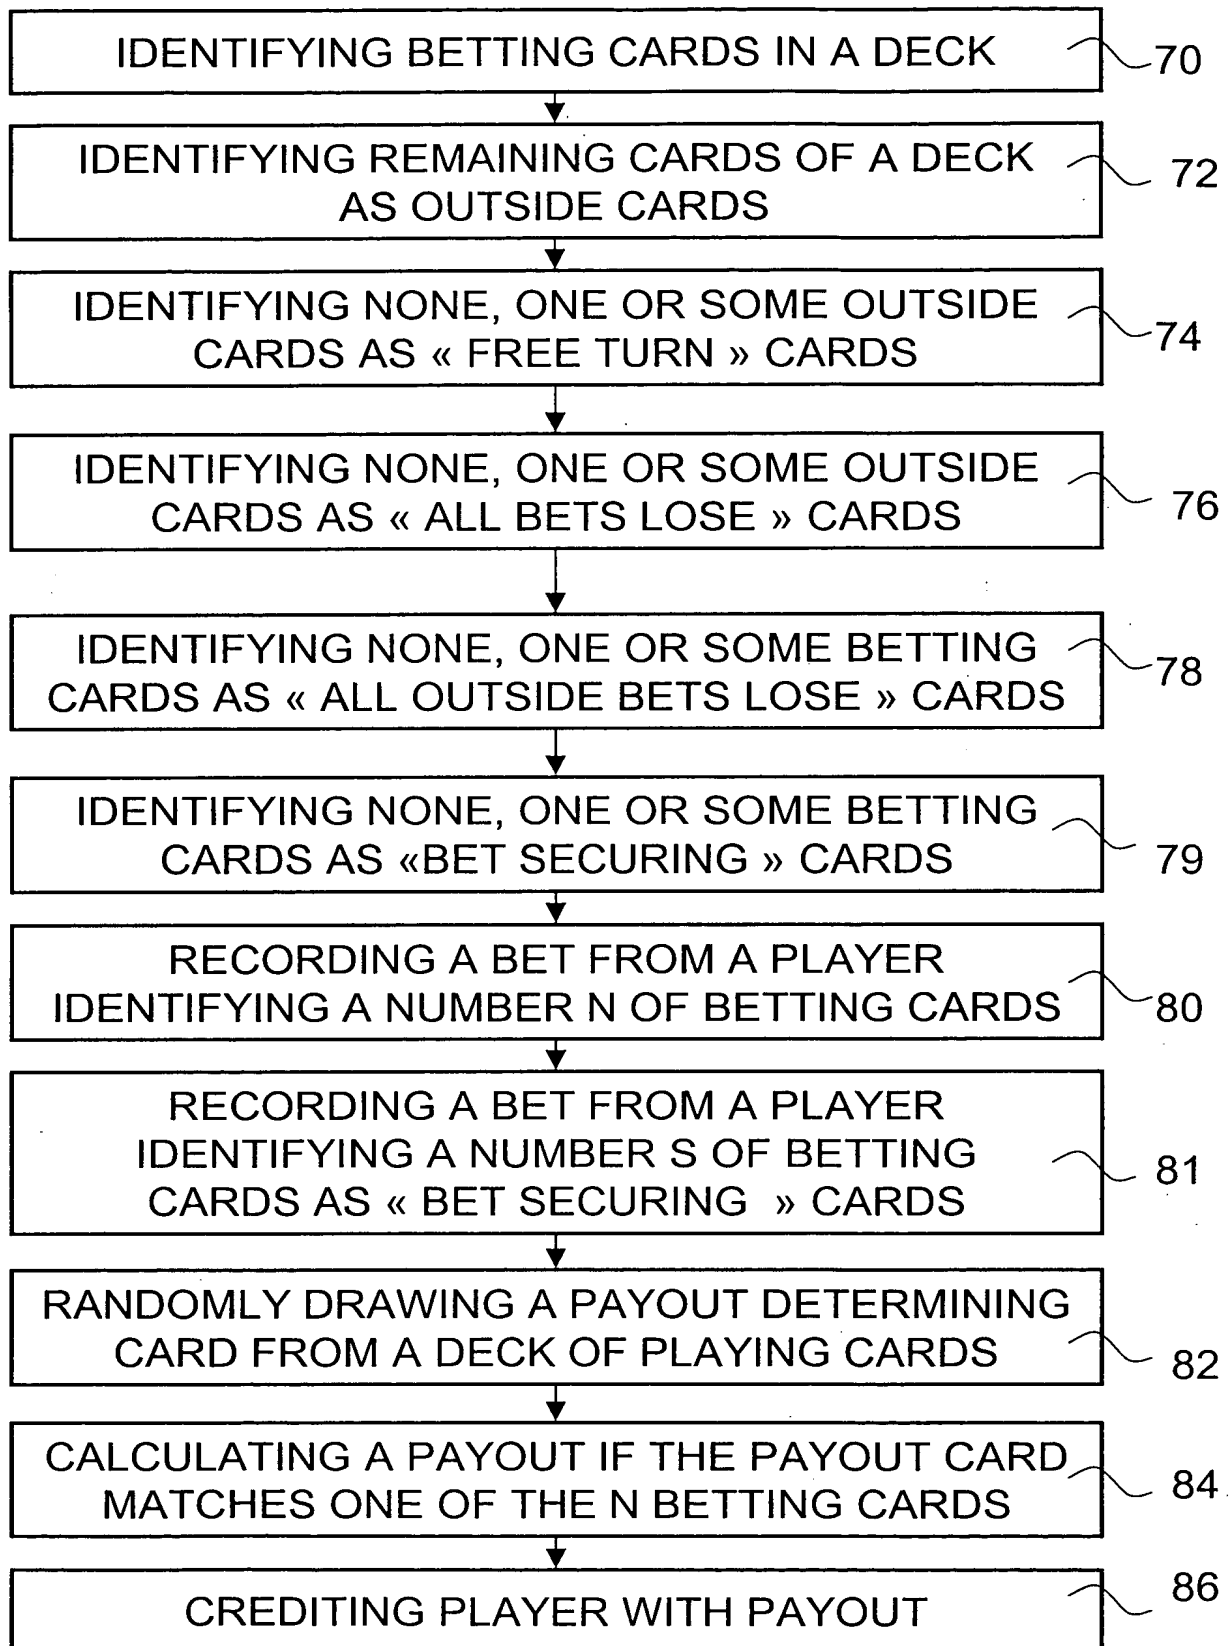 IDENTIFYING BETTING CARDS IN A DECK
70
IDENTIFYING REMAINING CARDS OF A DECK
AS OUTSIDE CARDS
72
IDENTIFYING NONE, ONE OR SOME OUTSIDE
CARDS AS « FREE TURN » CARDS
74
IDENTIFYING NONE, ONE OR SOME OUTSIDE
CARDS AS « ALL BETS LOSE » CARDS
76
IDENTIFYING NONE, ONE OR SOME BETTING
CARDS AS « ALL OUTSIDE BETS LOSE » CARDS
78
IDENTIFYING NONE, ONE OR SOME BETTING
CARDS AS «BET SECURING » CARDS
79
RECORDING A BET FROM A PLAYER
IDENTIFYING A NUMBER N OF BETTING CARDS
80
RECORDING A BET FROM A PLAYER
IDENTIFYING A NUMBER S OF BETTING
CARDS AS « BET SECURING » CARDS
81
RANDOMLY DRAWING A PAYOUT DETERMINING
CARD FROM A DECK OF PLAYING CARDS
82
CALCULATING A PAYOUT IF THE PAYOUT CARD
MATCHES ONE OF THE N BETTING CARDS
84
CREDITING PLAYER WITH PAYOUT
86